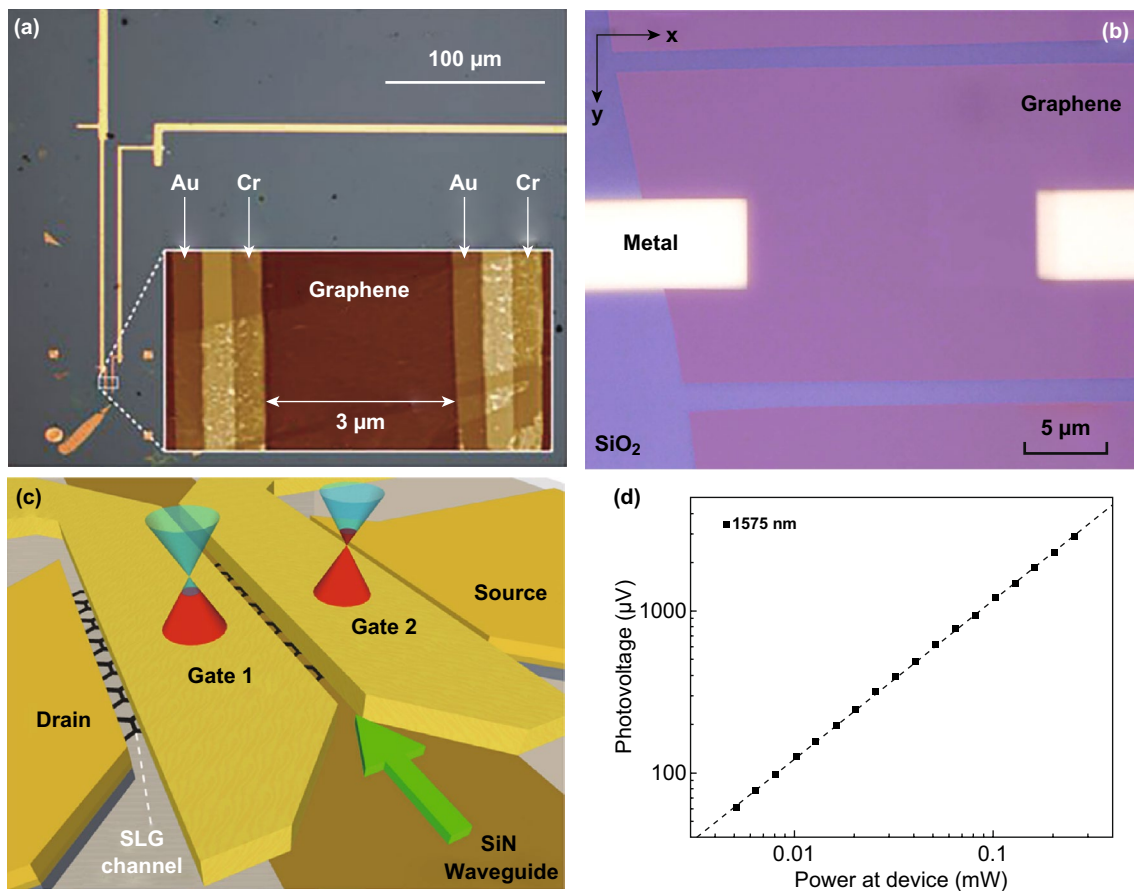 (a)
100 μm
Au
Cr
Au
Cr
Graphene
3 μm
(b)
x
y
Graphene
Metal
SiO₂
5 μm
(c)
Source
Gate 2
Gate 1
Drain
SLG
channel
SiN
Waveguide
(d)
1575 nm
1000
100
Photovoltage (μV)
0.01
0.1
Power at device (mW)